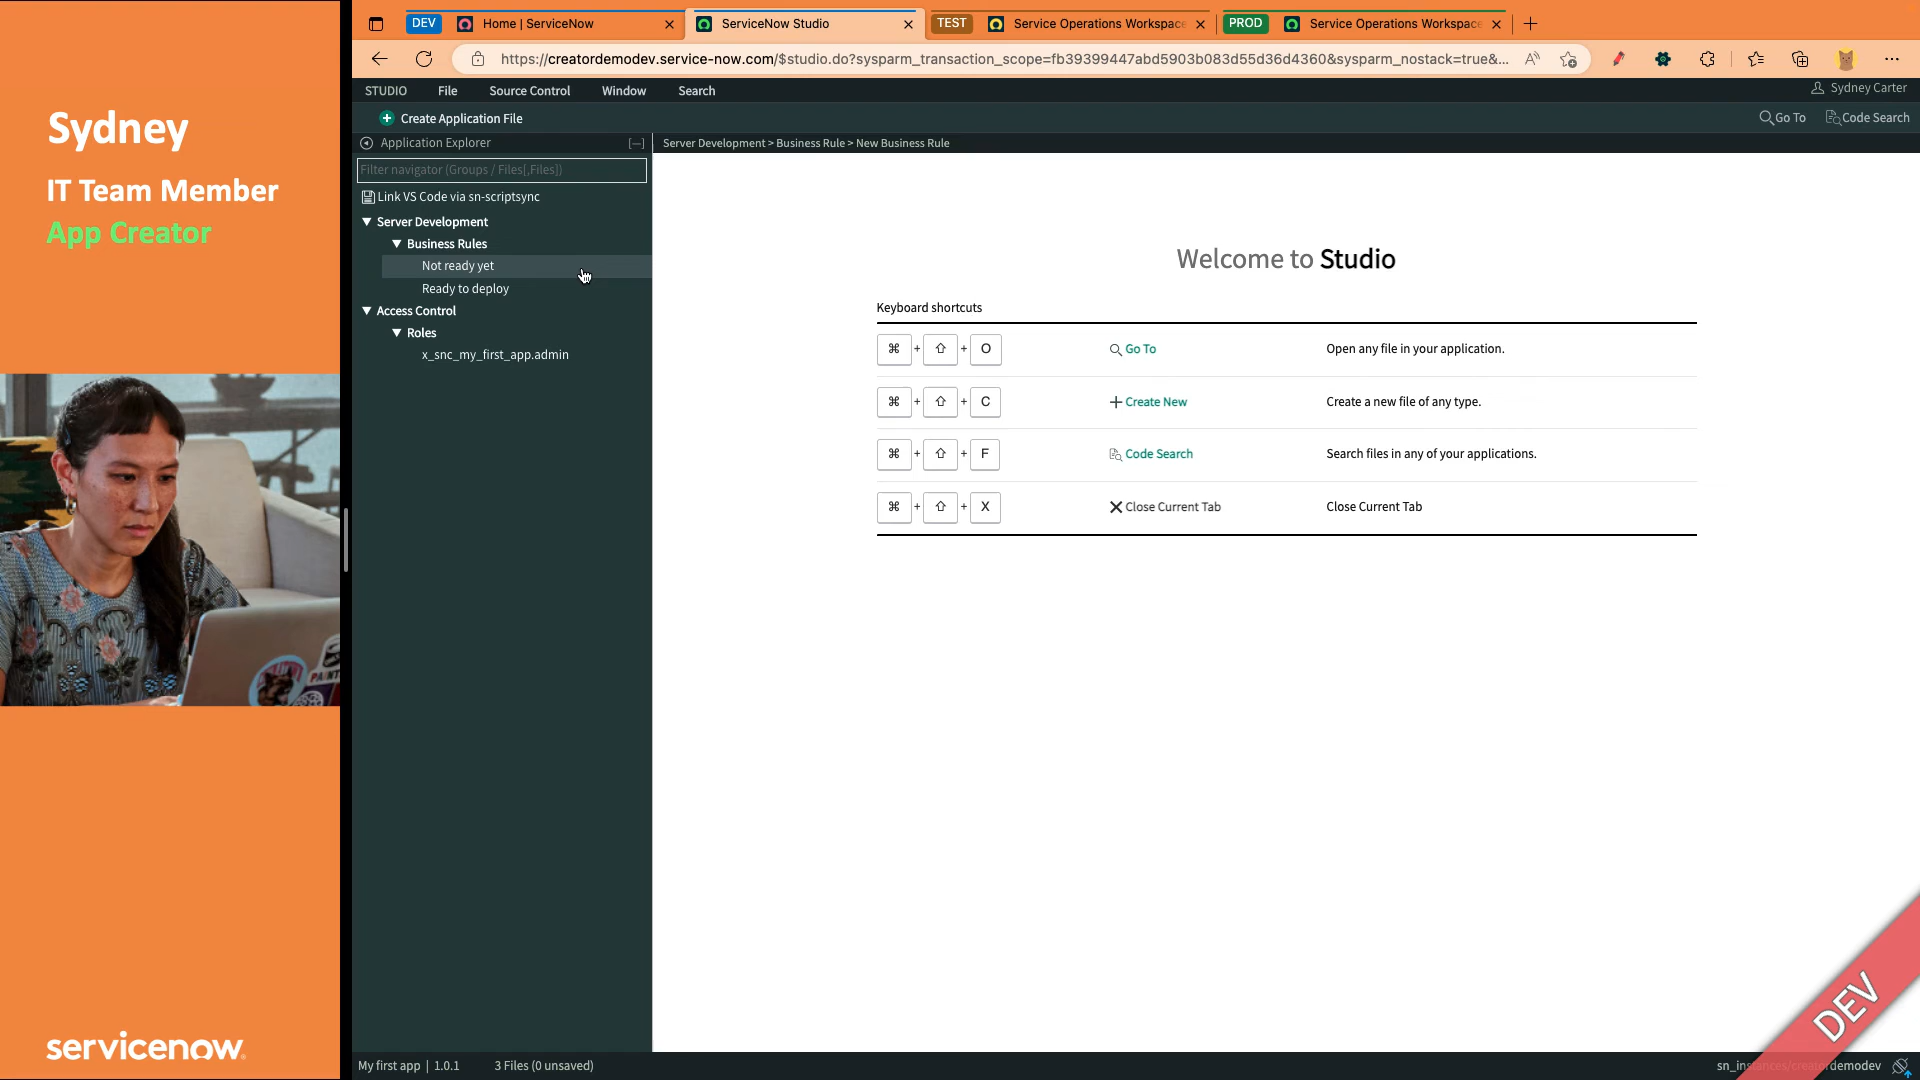 Sydney
IT Team Member
App Creator
servicenow
DEV
Home | ServiceNow
ServiceNow Studio
TEST
Service Operations Workspace
PROD
Service Operations Workspace
https://creatordemodev.service-now.com/$studio.do?sysparm_transaction_scope=fb39399447abd5903b083d55d36d4360&sysparm_nostack=true&...
STUDIO
File
Source Control
Window
Search
Sydney Carter
Create Application File
Go To
Code Search
Application Explorer
Server Development > Business Rule > New Business Rule
Filter navigator (Groups / Files[,Files])
Link VS Code via sn-scriptsync
Server Development
Business Rules
Not ready yet
Ready to deploy
Access Control
Roles
x_snc_my_first_app.admin
Welcome to Studio
Keyboard shortcuts
⌘ + ⇧ + O Go To Open any file in your application.
⌘ + ⇧ + C Create New Create a new file of any type.
⌘ + ⇧ + F Code Search Search files in any of your applications.
⌘ + ⇧ + X Close Current Tab Close Current Tab
DEV
My first app | 1.0.1
3 Files (0 unsaved)
sn_instances/creatordemodev